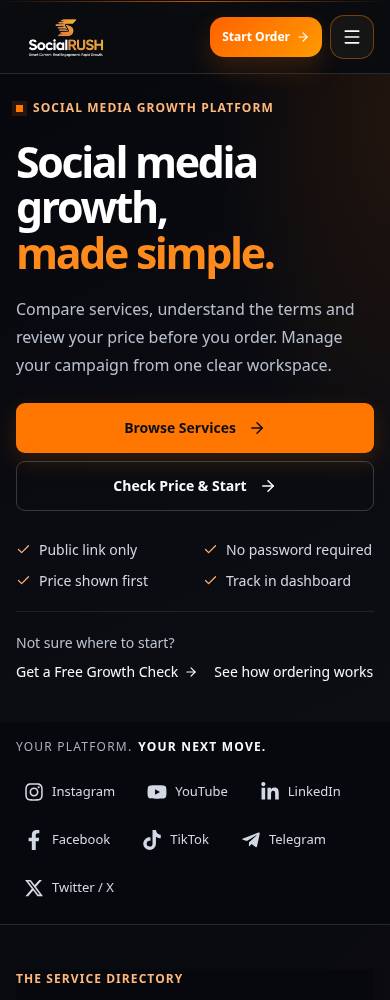 SocialRUSH
Start Order
SOCIAL MEDIA GROWTH PLATFORM
Social media
growth,
made simple.
Compare services, understand the terms and
review your price before you order. Manage
your campaign from one clear workspace.
Browse Services
Check Price & Start
Public link only
No password required
Price shown first
Track in dashboard
Not sure where to start?
Get a Free Growth Check
See how ordering works
YOUR PLATFORM. YOUR NEXT MOVE.
Instagram
YouTube
LinkedIn
Facebook
TikTok
Telegram
Twitter / X
THE SERVICE DIRECTORY